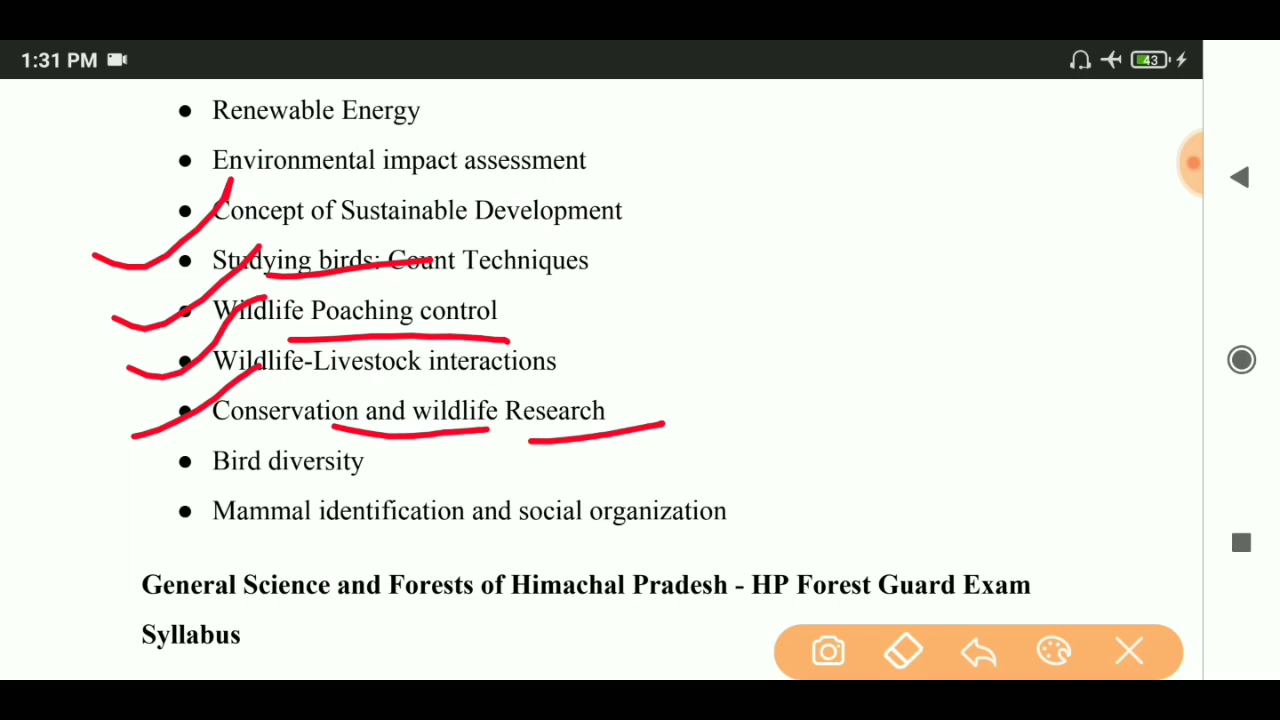 1:31 PM
43
● Renewable Energy
● Environmental impact assessment
● Concept of Sustainable Development
● Studying birds: Count Techniques
● Wildlife Poaching control
● Wildlife-Livestock interactions
● Conservation and wildlife Research
● Bird diversity
● Mammal identification and social organization
General Science and Forests of Himachal Pradesh - HP Forest Guard Exam
Syllabus